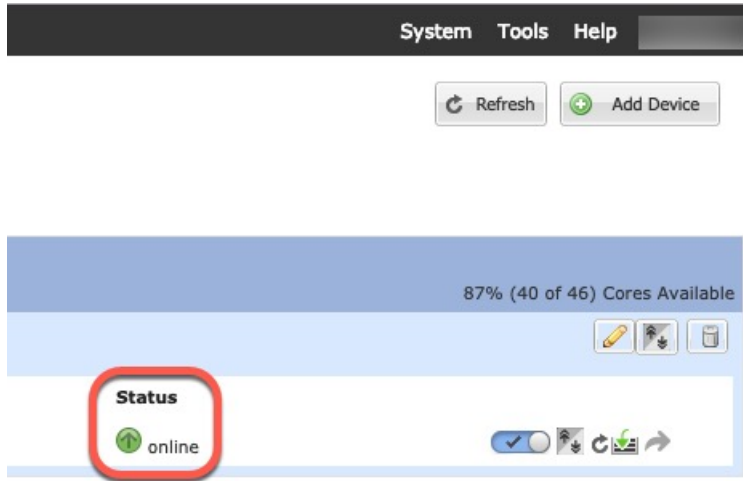 System Tools Help
Refresh Add Device
87% (40 of 46) Cores Available
Status
online